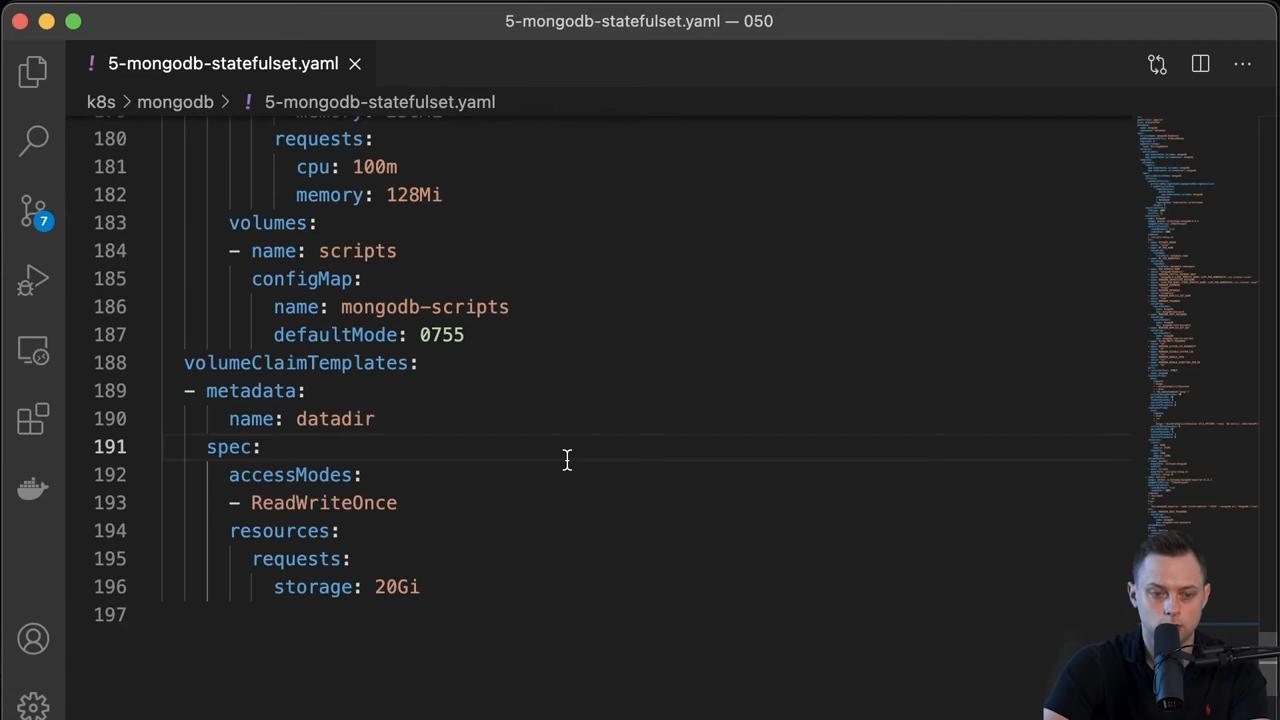 5-mongodb-statefulset.yaml — 050
! 5-mongodb-statefulset.yaml
k8s > mongodb > ! 5-mongodb-statefulset.yaml
180 requests:
181 cpu: 100m
182 memory: 128Mi
183 volumes:
184 - name: scripts
185 configMap:
186 name: mongodb-scripts
187 defaultMode: 0755
188 volumeClaimTemplates:
189 - metadata:
190 name: datadir
191 spec:
192 accessModes:
193 - ReadWriteOnce
194 resources:
195 requests:
196 storage: 20Gi
197
7